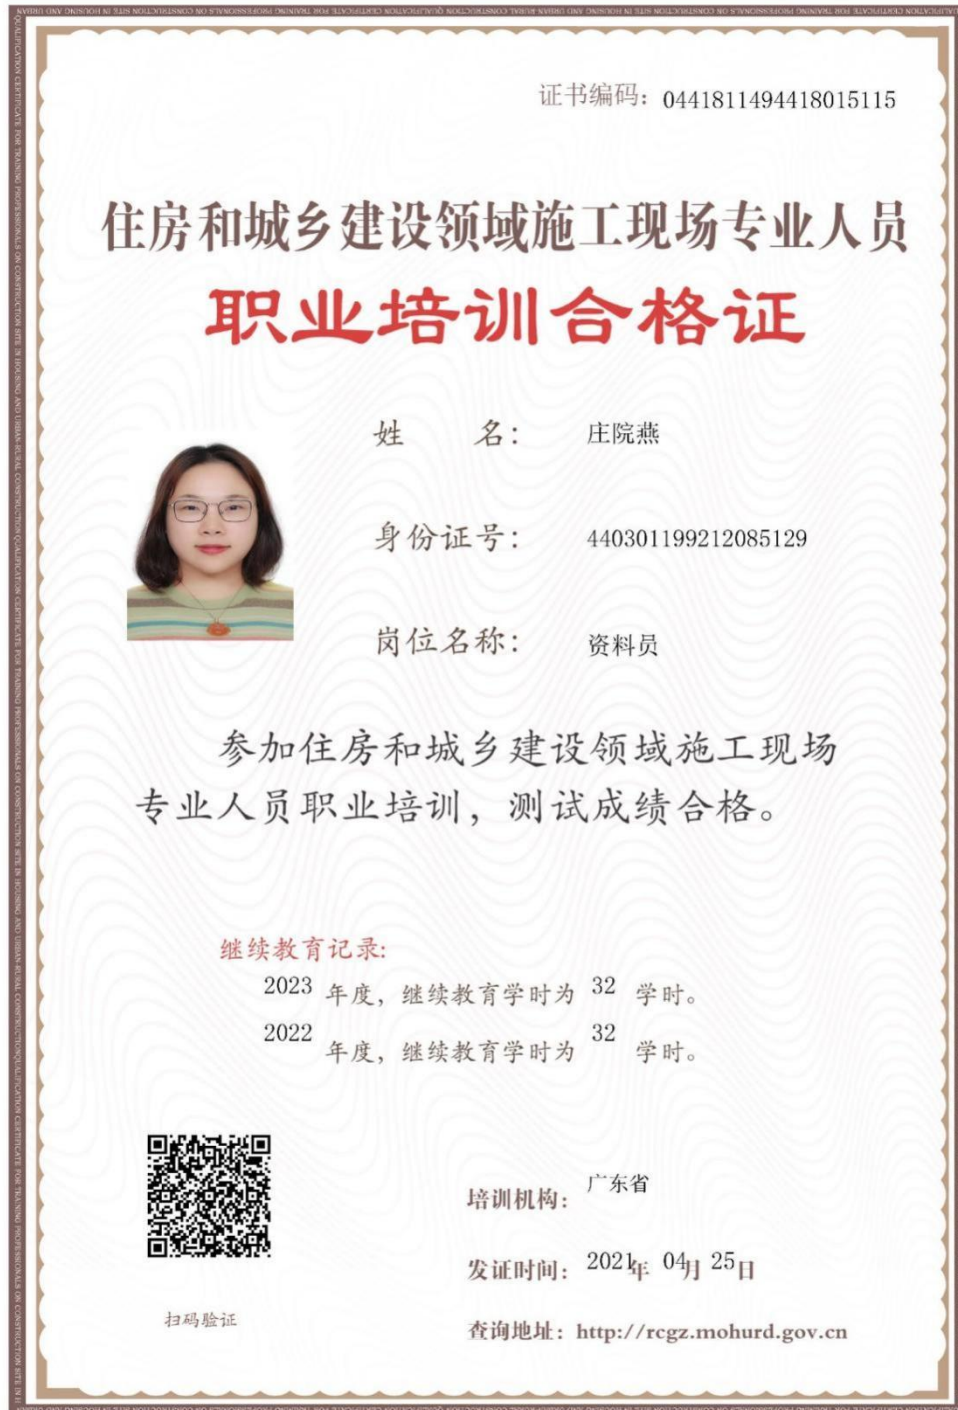 证书编码：0441811494418015115
住房和城乡建设领域施工现场专业人员
职业培训合格证
姓 名： 庄院燕
身份证号： 440301199212085129
岗位名称： 资料员
参加住房和城乡建设领域施工现场
专业人员职业培训，测试成绩合格。
继续教育记录:
2023 年度，继续教育学时为 32 学时。
2022 年度，继续教育学时为 32 学时。
培训机构： 广东省
发证时间： 2021年 04月 25日
扫码验证
查询地址：http://rcgz.mohurd.gov.cn